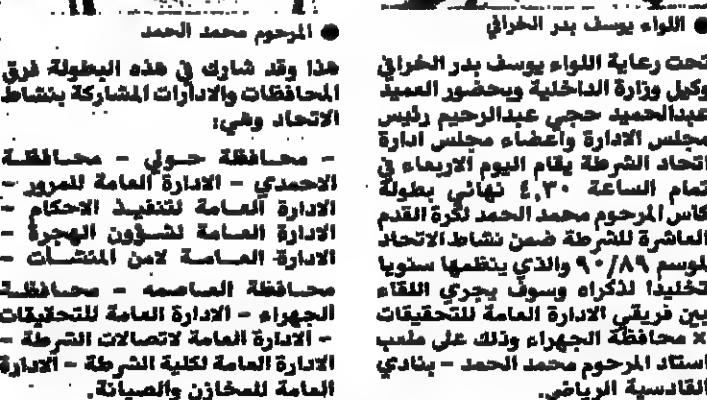 اللواء يوسف بدر الخرافي
تحت رعاية اللواء يوسف بدر الخرافي
وكيل وزارة الداخلية وبحضور العميد
عبدالحميد حجي عبدالرحيم رئيس
مجلس الادارة واعضاء مجلس ادارة
اتحاد الشرطة يقام اليوم الاربعاء في
تمام الساعة ٤,٣٠ نهائي بطولة
كأس المرحوم محمد الحمد لكرة القدم
العاشرة للشرطة ضمن نشاط الاتحاد
لموسم ٩٠/٨٩ والذي ينظمها سنويا
تخليدا لذكراه وسوف يجري اللقاء
بين فريقي الادارة العامة للتحقيقات
× محافظة الجهراء وذلك على ملعب
استاد المرحوم محمد الحمد - بنادي
القادسية الرياضي.
المرحوم محمد الحمد
هذا وقد شارك في هذه البطولة فرق
المحافظات والادارات المشاركة بنشاط
الاتحاد وهي:
- محافظة حولي - محافظة
الاحمدي - الادارة العامة للمرور -
الادارة العامة لتنفيذ الاحكام -
الادارة العامة لشؤون الهجرة -
الادارة العامة لامن المنشآت -
محافظة العاصمه - محافظة
الجهراء - الادارة العامة للتحقيقات
- الادارة العامة لاتصالات الشرطة -
الادارة العامة لكلية الشرطة - الادارة
العامة للمخازن والصيانة.